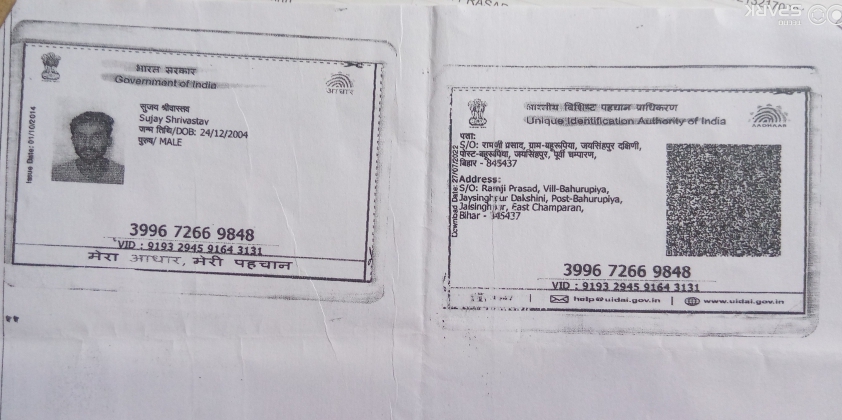 भारत सरकार
Government of India
आधार
Issue Date: 01/10/2014
सुजय श्रीवास्तव
Sujay Shrivastav
जन्म तिथि/DOB: 24/12/2004
पुरुष/ MALE
3996 7266 9848
VID : 9193 2945 9164 3131
मेरा आधार, मेरी पहचान
भारतीय विशिष्ट पहचान प्राधिकरण
Unique Identification Authority of India
AADHAAR
Download Date: 27/07/2022
पता:
S/O: रामजी प्रसाद, ग्राम-बहुरूपिया, जयसिंहपुर दक्षिणी,
पोस्ट-बहुरूपिया, जयसिंहपुर, पूर्वी चम्पारण,
बिहार - 845437
Address:
S/O: Ramji Prasad, Vill-Bahurupiya,
Jaysinghpur Dakshini, Post-Bahurupiya,
Jaisinghpur, East Champaran,
Bihar - 845437
3996 7266 9848
VID : 9193 2945 9164 3131
1947 | help@uidai.gov.in | www.uidai.gov.in